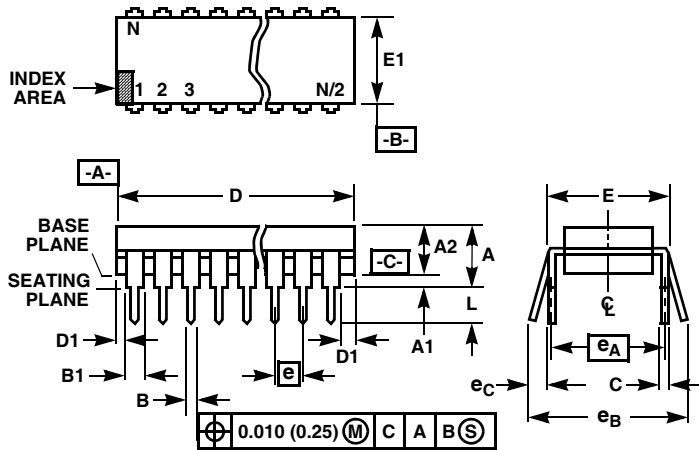 N
E1
INDEX
AREA
1 2 3 N/2
-B-
-A-
D
E
BASE
PLANE
A2
A
-C-
SEATING
PLANE
L
C
L
D1
A1
D1
eA
B1
e
eC
C
B
eB
0.010 (0.25) Ⓜ C A B Ⓢ